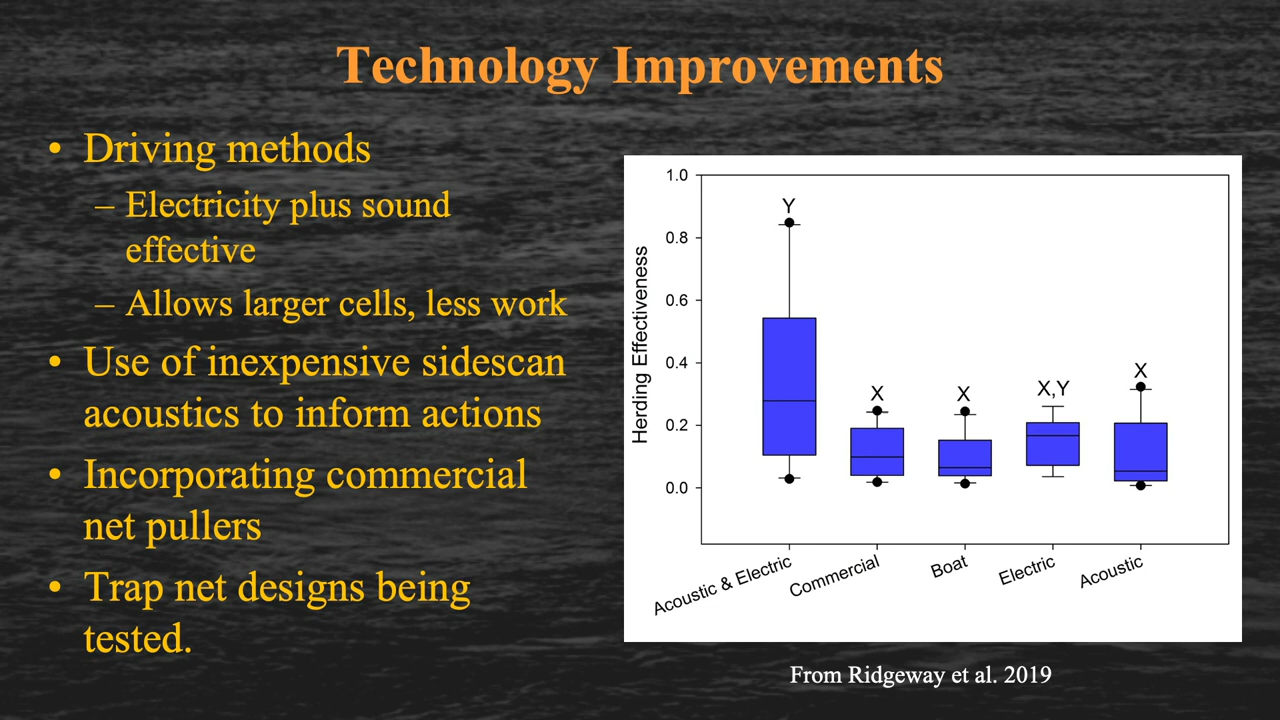 Technology Improvements
• Driving methods
– Electricity plus sound
effective
– Allows larger cells, less work
• Use of inexpensive sidescan
acoustics to inform actions
• Incorporating commercial
net pullers
• Trap net designs being
tested.
Herding Effectiveness
1.0
0.8
0.6
0.4
0.2
0.0
Y
X
X
X,Y
X
Acoustic & Electric
Commercial
Boat
Electric
Acoustic
From Ridgeway et al. 2019